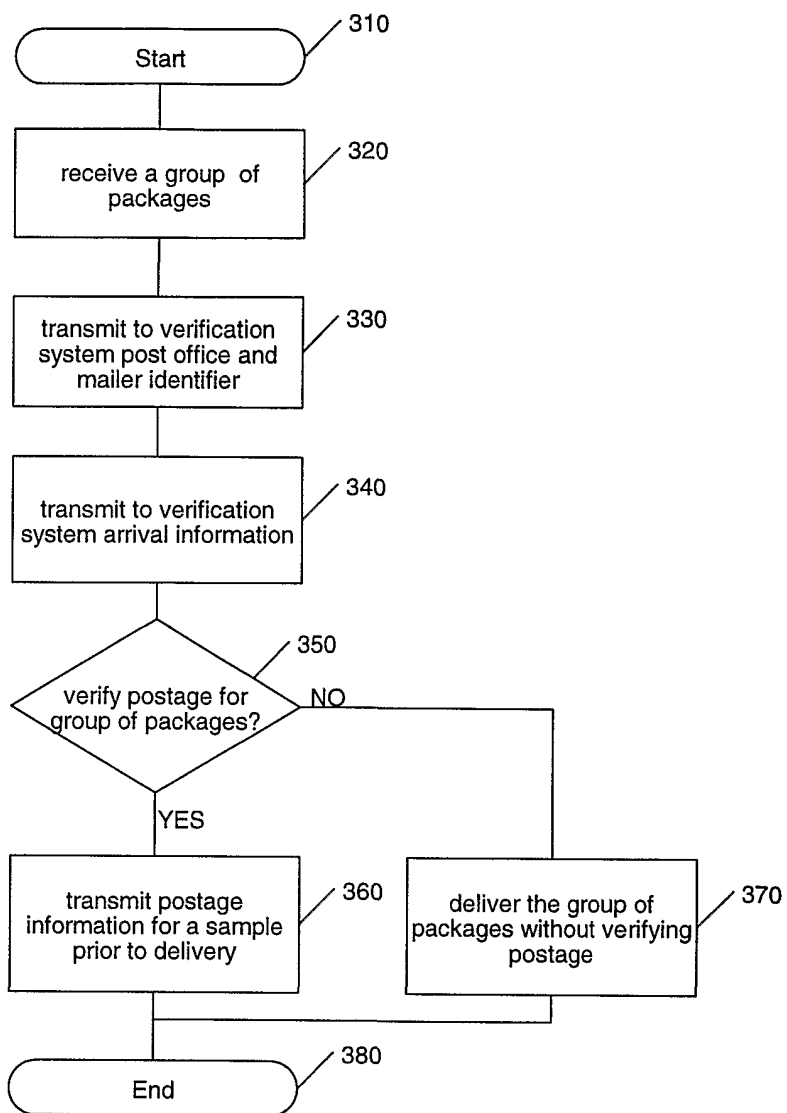 310
Start
320
receive a group of
packages
330
transmit to verification
system post office and
mailer identifier
340
transmit to verification
system arrival information
350
verify postage for
group of packages?
NO
YES
360
transmit postage
information for a sample
prior to delivery
370
deliver the group of
packages without verifying
postage
380
End